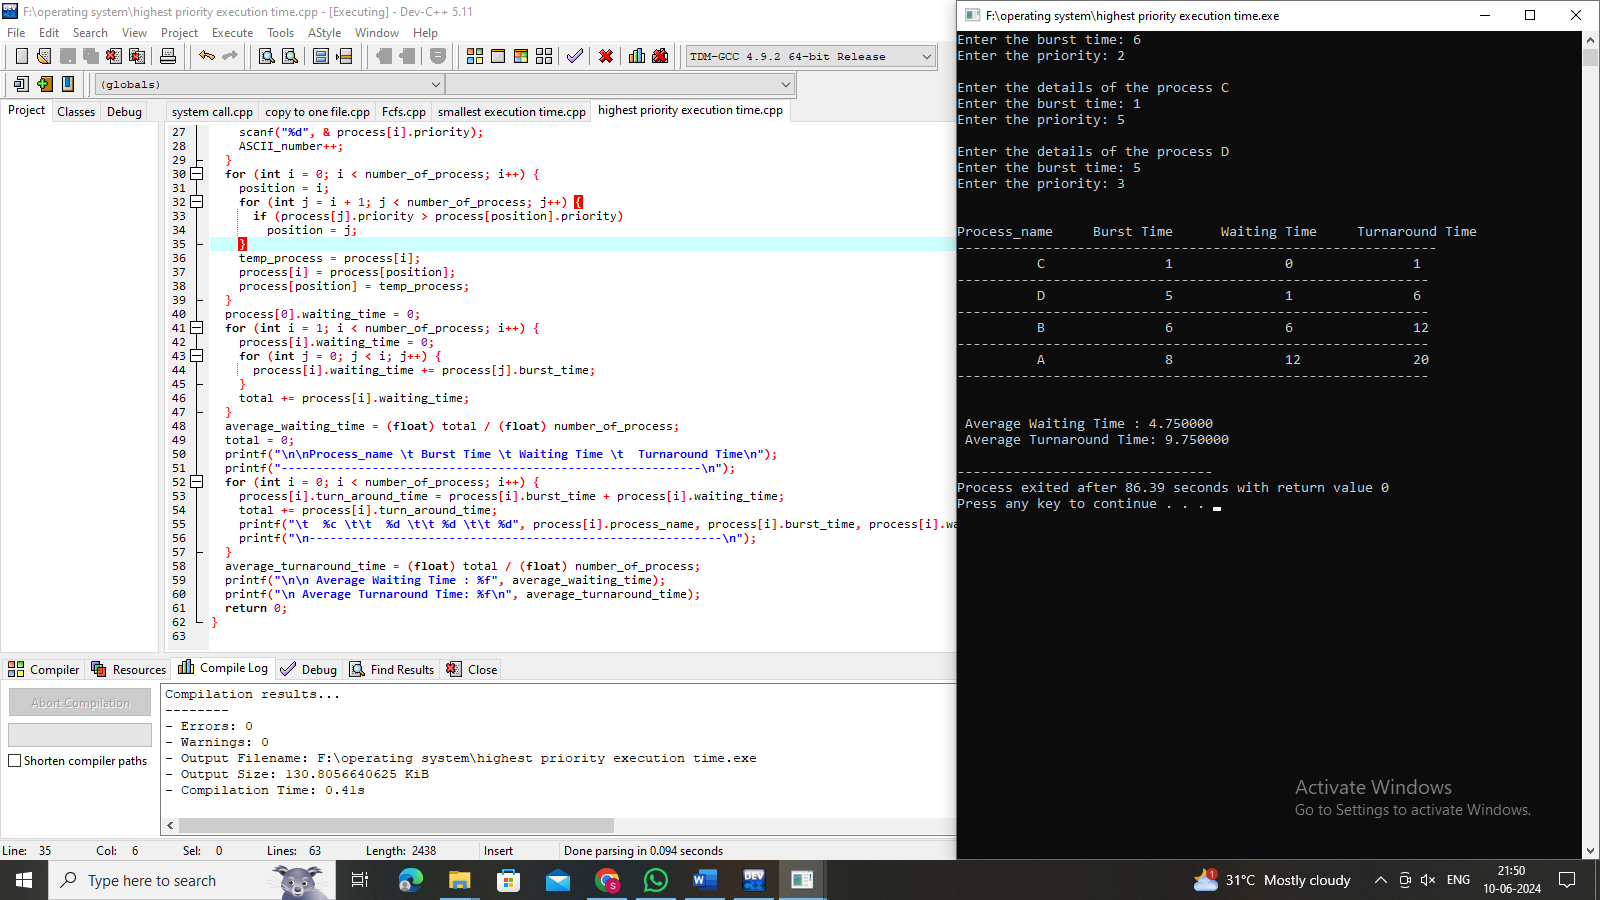 F:\operating system\highest priority execution time.cpp - [Executing] - Dev-C++ 5.11
File Edit Search View Project Execute Tools AStyle Window Help
TDM-GCC 4.9.2 64-bit Release
(globals)
Project Classes Debug
system call.cpp copy to one file.cpp Fcfs.cpp smallest execution time.cpp highest priority execution time.cpp
27 scanf("%d", & process[i].priority);
28 ASCII_number++;
29 }
30 for (int i = 0; i < number_of_process; i++) {
31 position = i;
32 for (int j = i + 1; j < number_of_process; j++) {
33 if (process[j].priority > process[position].priority)
34 position = j;
35 }
36 temp_process = process[i];
37 process[i] = process[position];
38 process[position] = temp_process;
39 }
40 process[0].waiting_time = 0;
41 for (int i = 1; i < number_of_process; i++) {
42 process[i].waiting_time = 0;
43 for (int j = 0; j < i; j++) {
44 process[i].waiting_time += process[j].burst_time;
45 }
46 total += process[i].waiting_time;
47 }
48 average_waiting_time = (float) total / (float) number_of_process;
49 total = 0;
50 printf("\n\nProcess_name \t Burst Time \t Waiting Time \t  Turnaround Time\n");
51 printf("------------------------------------------------------------\n");
52 for (int i = 0; i < number_of_process; i++) {
53 process[i].turn_around_time = process[i].burst_time + process[i].waiting_time;
54 total += process[i].turn_around_time;
55 printf("\t  %c \t\t  %d \t\t %d \t\t %d", process[i].process_name, process[i].burst_time, process[i].wa
56 printf("\n-----------------------------------------------------------\n");
57 }
58 average_turnaround_time = (float) total / (float) number_of_process;
59 printf("\n\n Average Waiting Time : %f", average_waiting_time);
60 printf("\n Average Turnaround Time: %f\n", average_turnaround_time);
61 return 0;
62 }
63
Compiler Resources Compile Log Debug Find Results Close
Abort Compilation
Shorten compiler paths
Compilation results...
--------
- Errors: 0
- Warnings: 0
- Output Filename: F:\operating system\highest priority execution time.exe
- Output Size: 130.8056640625 KiB
- Compilation Time: 0.41s
Line: 35 Col: 6 Sel: 0 Lines: 63 Length: 2438 Insert Done parsing in 0.094 seconds
F:\operating system\highest priority execution time.exe
Enter the burst time: 6
Enter the priority: 2
Enter the details of the process C
Enter the burst time: 1
Enter the priority: 5
Enter the details of the process D
Enter the burst time: 5
Enter the priority: 3
Process_name Burst Time Waiting Time Turnaround Time
------------------------------------------------------------
C 1 0 1
-----------------------------------------------------------
D 5 1 6
-----------------------------------------------------------
B 6 6 12
-----------------------------------------------------------
A 8 12 20
-----------------------------------------------------------
Average Waiting Time : 4.750000
Average Turnaround Time: 9.750000
--------------------------------
Process exited after 86.39 seconds with return value 0
Press any key to continue . . .
Activate Windows
Go to Settings to activate Windows.
Type here to search
31°C Mostly cloudy
ENG
21:50
10-06-2024